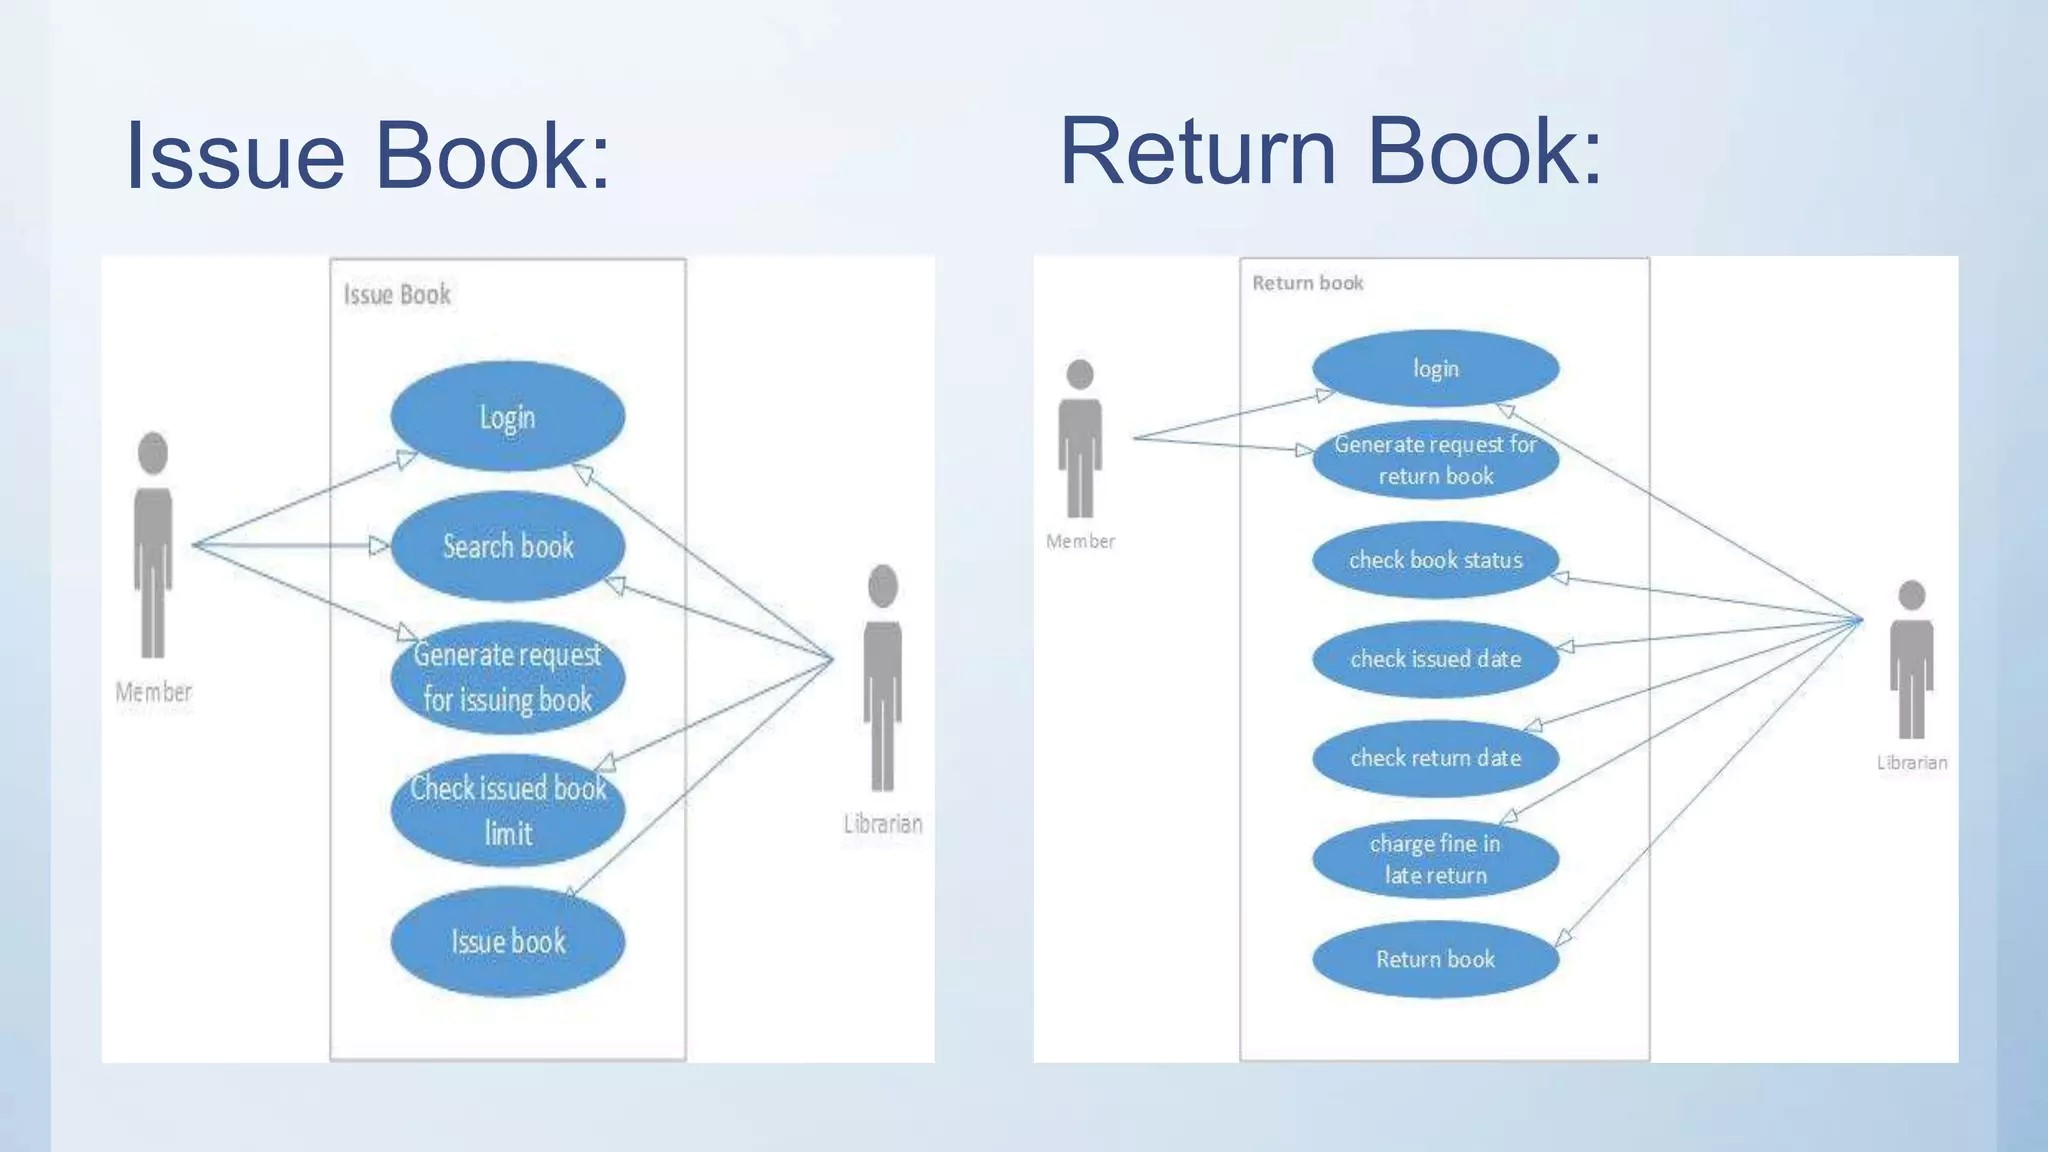 Issue Book:
Issue Book
Login
Search book
Generate request
for issuing book
Check issued book
limit
Issue book
Member
Librarian
Return Book:
Return book
login
Generate request for
return book
check book status
check issued date
check return date
charge fine in
late return
Return book
Member
Librarian